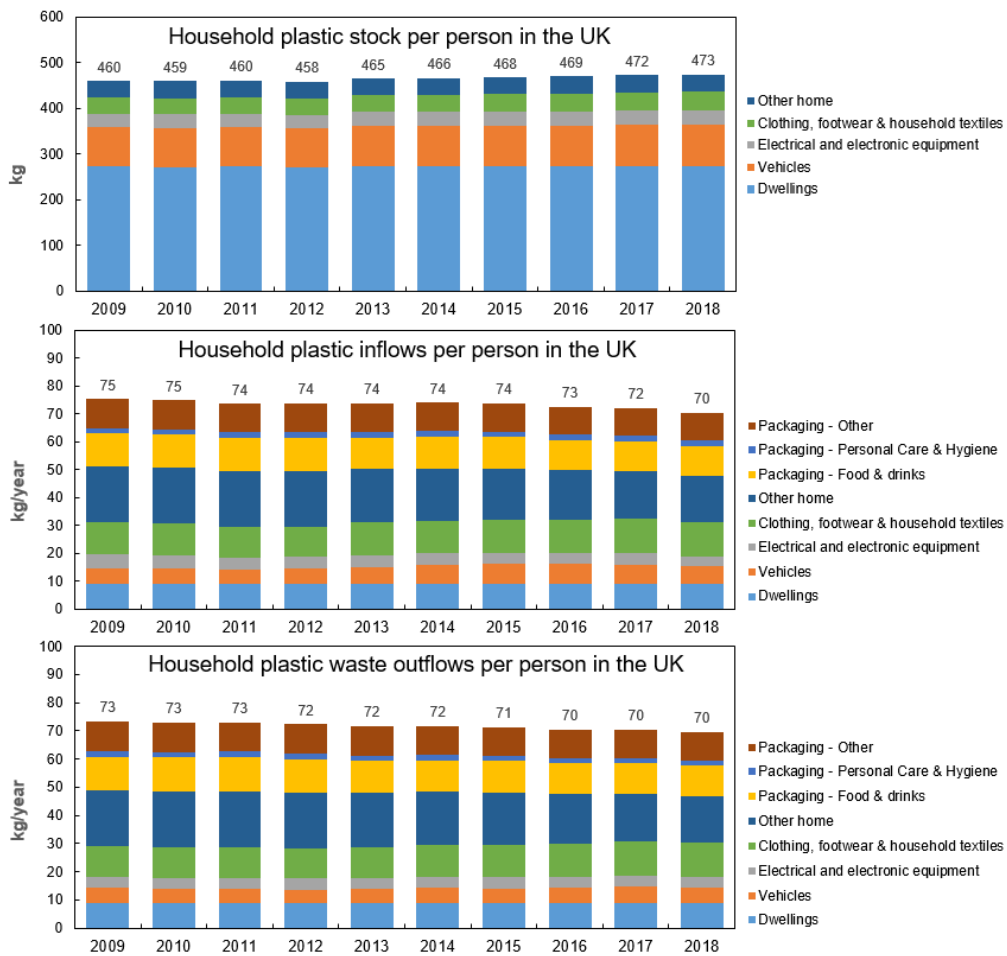 Household plastic stock per person in the UK
600
500
400
300
200
100
0
kg
460 459 460 458 465 466 468 469 472 473
2009 2010 2011 2012 2013 2014 2015 2016 2017 2018
Other home
Clothing, footwear & household textiles
Electrical and electronic equipment
Vehicles
Dwellings
Household plastic inflows per person in the UK
100
90
80
70
60
50
40
30
20
10
0
kg/year
75 75 74 74 74 74 74 73 72 70
2009 2010 2011 2012 2013 2014 2015 2016 2017 2018
Packaging - Other
Packaging - Personal Care & Hygiene
Packaging - Food & drinks
Other home
Clothing, footwear & household textiles
Electrical and electronic equipment
Vehicles
Dwellings
Household plastic waste outflows per person in the UK
100
90
80
70
60
50
40
30
20
10
0
kg/year
73 73 73 72 72 72 71 70 70 70
2009 2010 2011 2012 2013 2014 2015 2016 2017 2018
Packaging - Other
Packaging - Personal Care & Hygiene
Packaging - Food & drinks
Other home
Clothing, footwear & household textiles
Electrical and electronic equipment
Vehicles
Dwellings